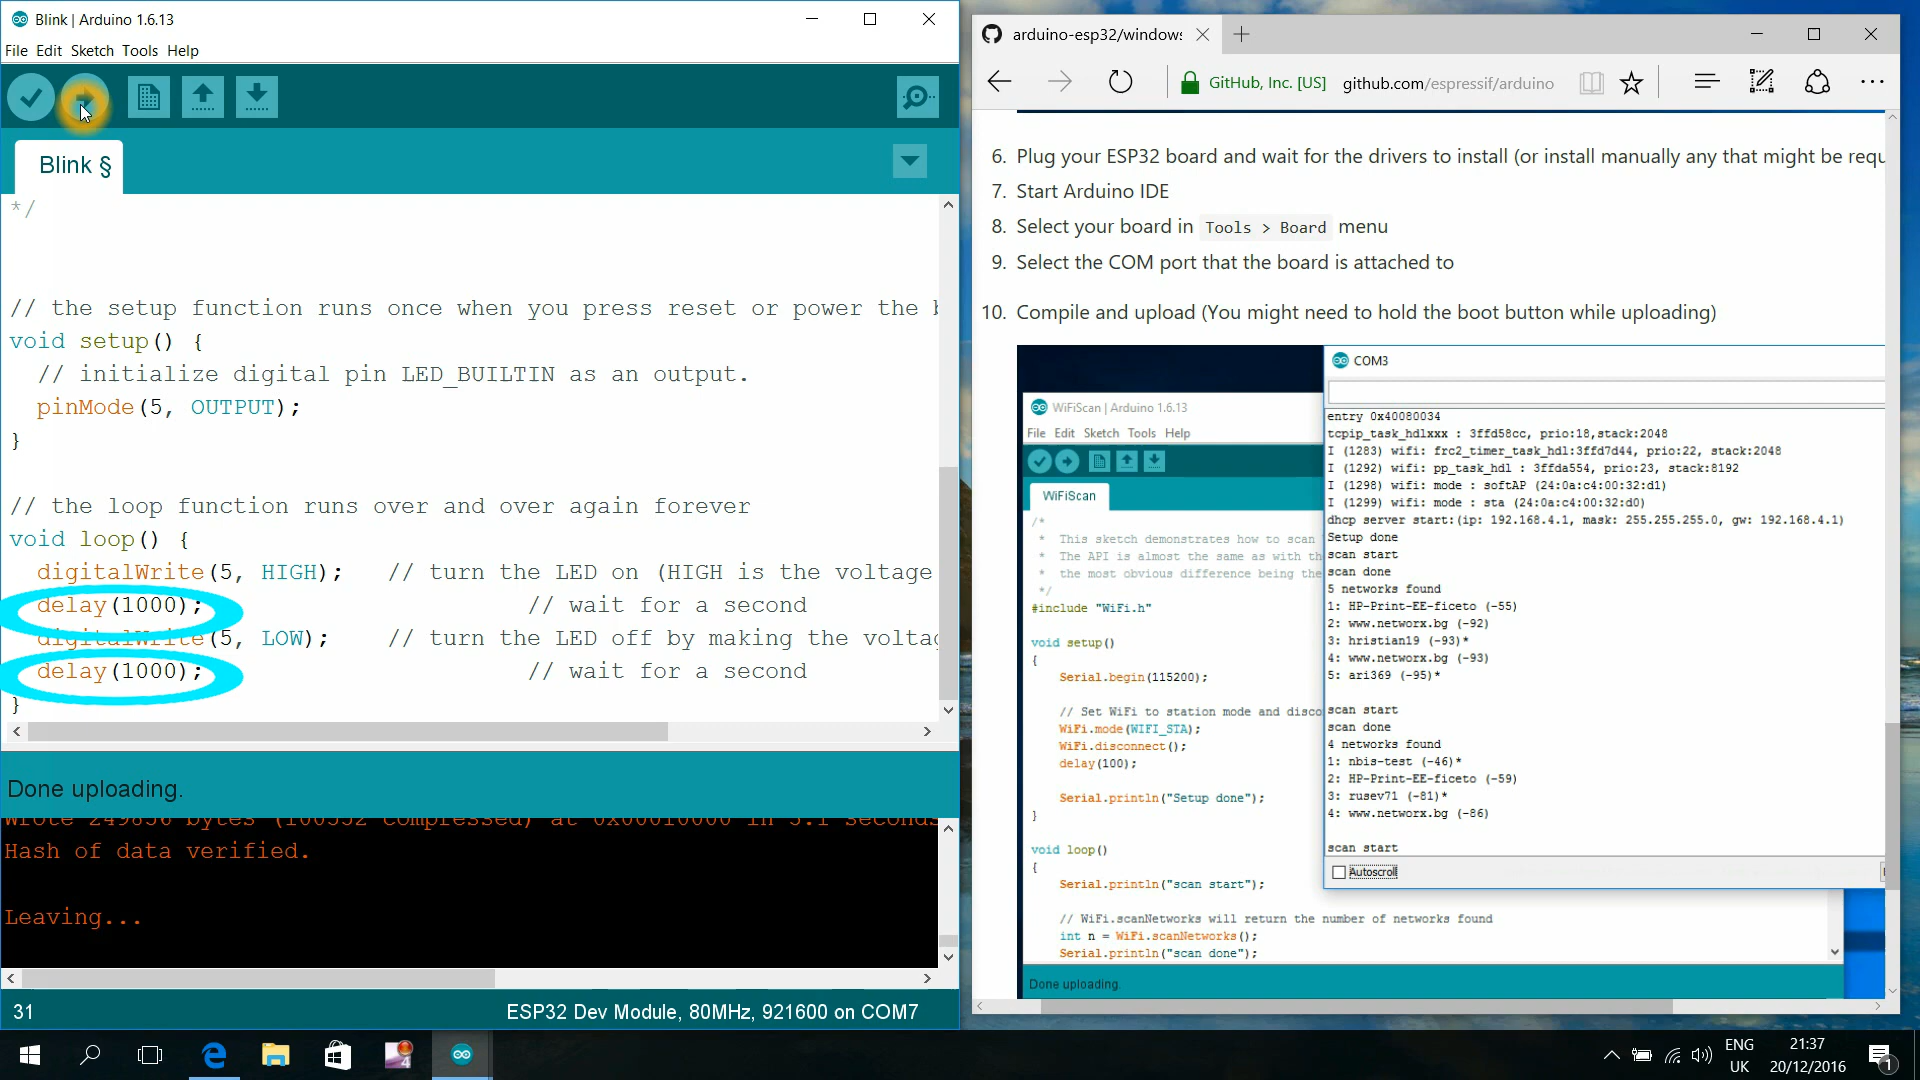 Blink | Arduino 1.6.13
File Edit Sketch Tools Help
Blink §
*/
// the setup function runs once when you press reset or power the b
void setup() {
// initialize digital pin LED_BUILTIN as an output.
pinMode(5, OUTPUT);
}
// the loop function runs over and over again forever
void loop() {
digitalWrite(5, HIGH); // turn the LED on (HIGH is the voltage
delay(1000); // wait for a second
digitalWrite(5, LOW); // turn the LED off by making the voltag
delay(1000); // wait for a second
}
Done uploading.
Wrote 249856 bytes (100532 compressed) at 0x00010000 in 3.1 seconds
Hash of data verified.
Leaving...
31
ESP32 Dev Module, 80MHz, 921600 on COM7
arduino-esp32/windows
GitHub, Inc. [US] github.com/espressif/arduino
6. Plug your ESP32 board and wait for the drivers to install (or install manually any that might be requ
7. Start Arduino IDE
8. Select your board in Tools > Board menu
9. Select the COM port that the board is attached to
10. Compile and upload (You might need to hold the boot button while uploading)
WiFiScan | Arduino 1.6.13
File Edit Sketch Tools Help
WiFiScan
/*
* This sketch demonstrates how to scan
* The API is almost the same as with th
* the most obvious difference being the
*/
#include "WiFi.h"
void setup()
{
Serial.begin(115200);
// Set WiFi to station mode and disco
WiFi.mode(WIFI_STA);
WiFi.disconnect();
delay(100);
Serial.println("Setup done");
}
void loop()
{
Serial.println("scan start");
// WiFi.scanNetworks will return the number of networks found
int n = WiFi.scanNetworks();
Serial.println("scan done");
Done uploading.
COM3
entry 0x40080034
tcpip_task_hdlxxx : 3ffd58cc, prio:18,stack:2048
I (1283) wifi: frc2_timer_task_hdl:3ffd7d44, prio:22, stack:2048
I (1292) wifi: pp_task_hdl : 3ffda554, prio:23, stack:8192
I (1298) wifi: mode : softAP (24:0a:c4:00:32:d1)
I (1299) wifi: mode : sta (24:0a:c4:00:32:d0)
dhcp server start:(ip: 192.168.4.1, mask: 255.255.255.0, gw: 192.168.4.1)
Setup done
scan start
scan done
5 networks found
1: HP-Print-EE-ficeto (-55)
2: www.networx.bg (-92)
3: hristian19 (-93)*
4: www.networx.bg (-93)
5: ari369 (-95)*
scan start
scan done
4 networks found
1: nbis-test (-46)*
2: HP-Print-EE-ficeto (-59)
3: rusev71 (-81)*
4: www.networx.bg (-86)
scan start
Autoscroll
4
ENG
UK
21:37
20/12/2016
1